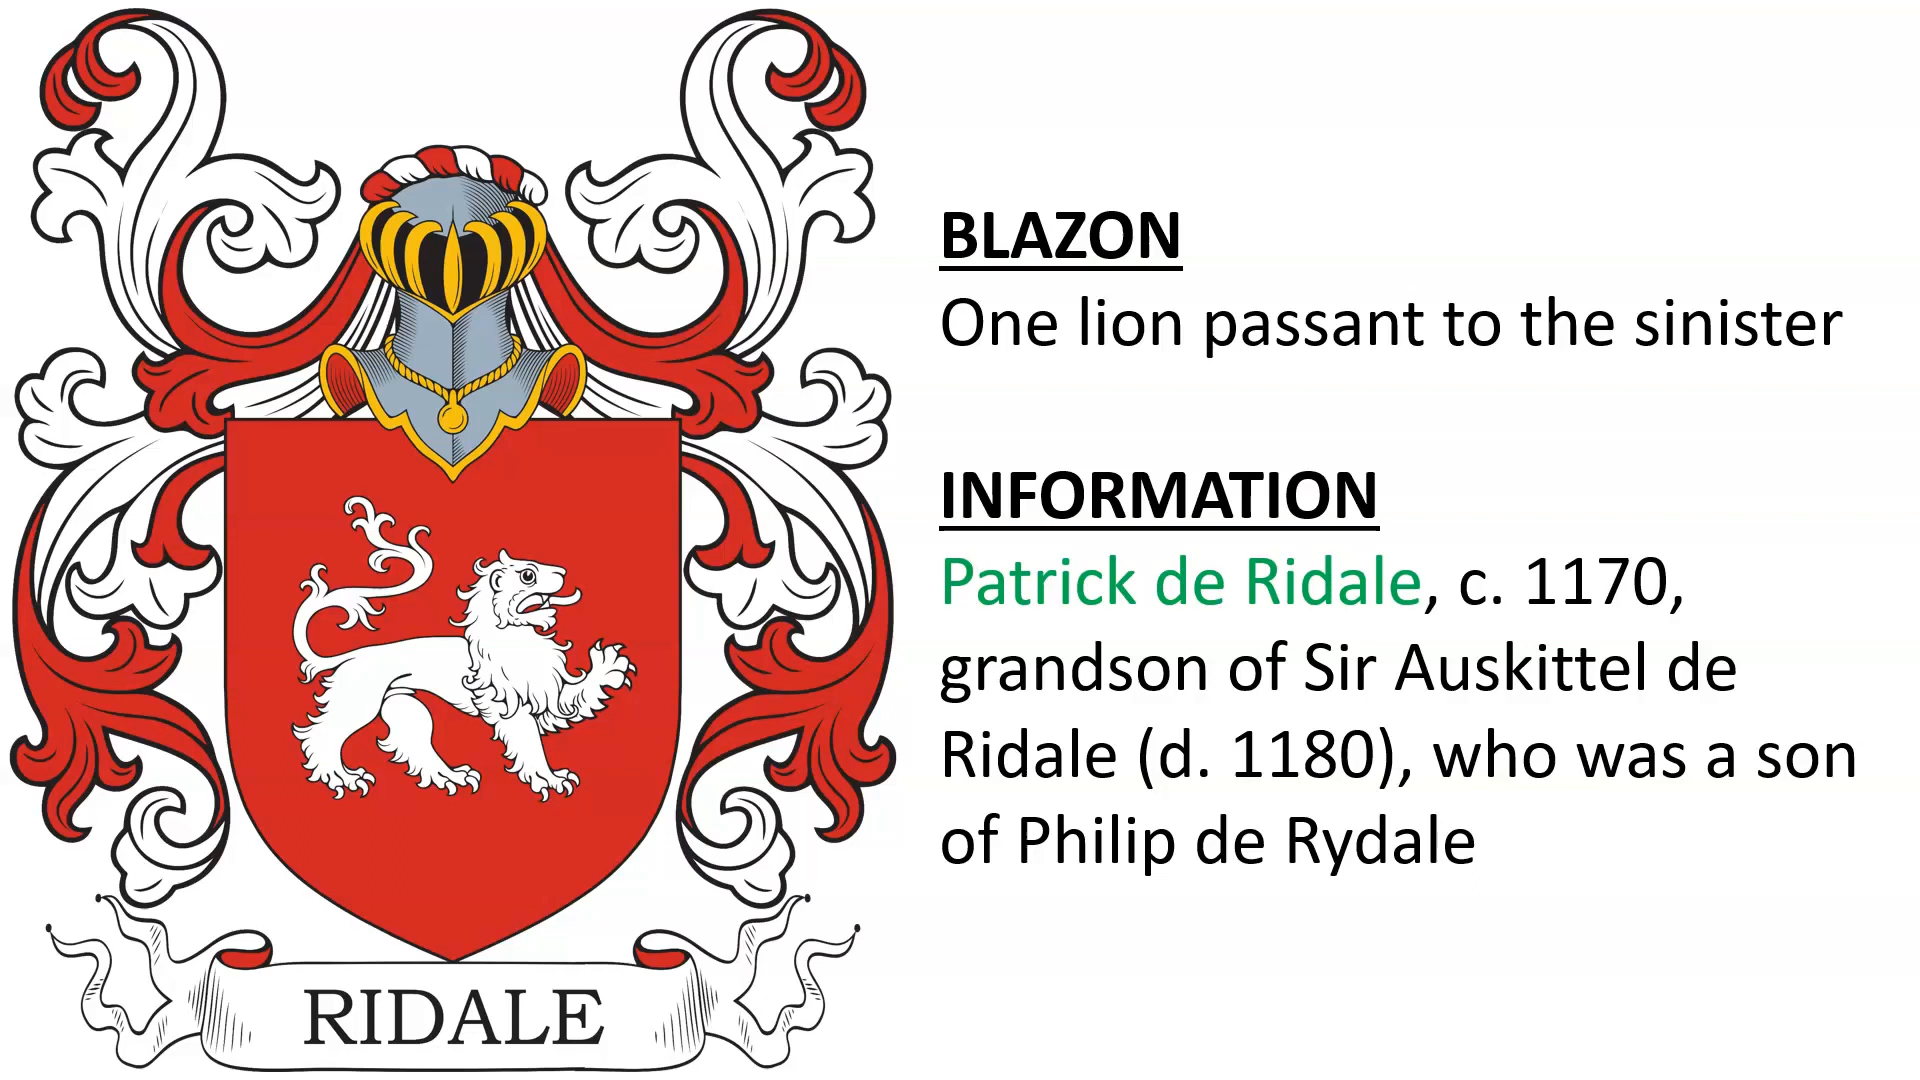 BLAZON
One lion passant to the sinister
INFORMATION
Patrick de Ridale, c. 1170,
grandson of Sir Auskittel de
Ridale (d. 1180), who was a son
of Philip de Rydale
RIDALE